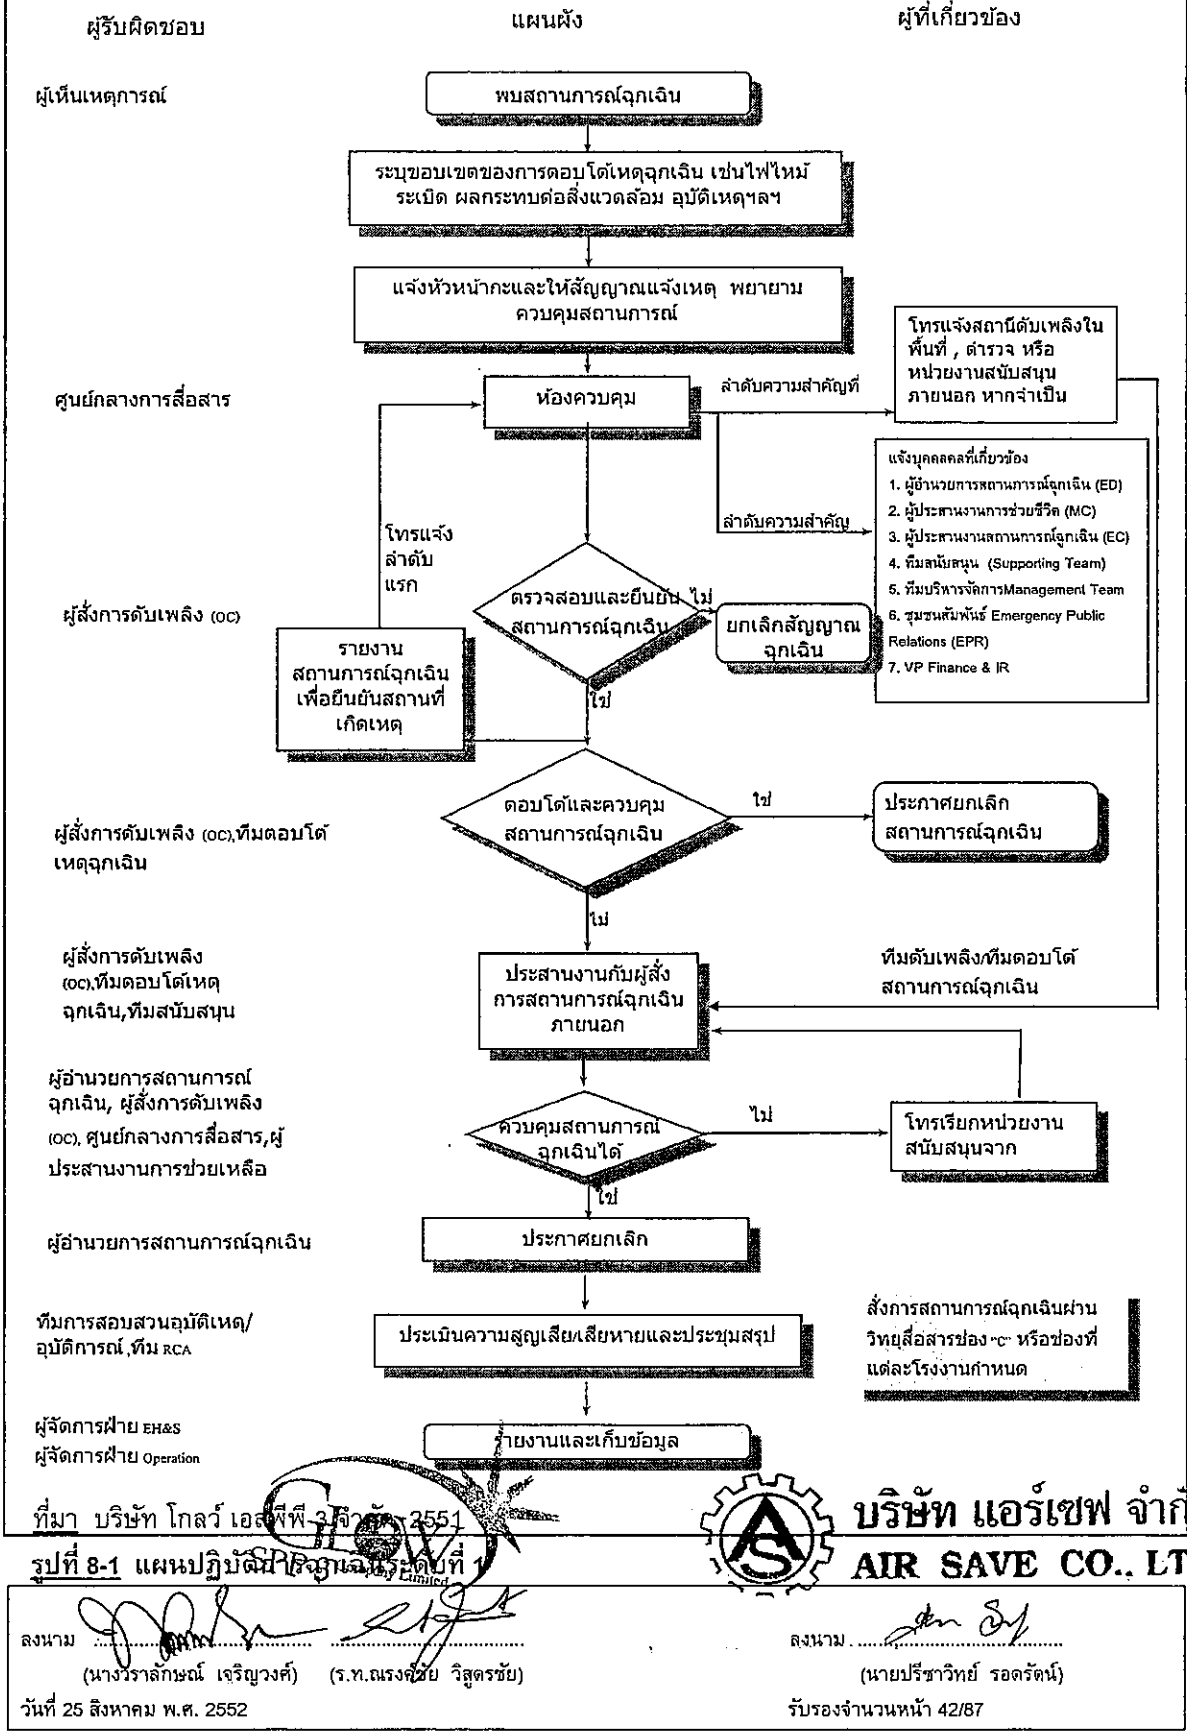 ผู้รับผิดชอบ
แผนผัง
ผู้ที่เกี่ยวข้อง
ผู้เห็นเหตุการณ์
พบสถานการณ์ฉุกเฉิน
ระบุขอบเขตของการตอบโต้เหตุฉุกเฉิน เช่นไฟไหม้
ระเบิด ผลกระทบต่อสิ่งแวดล้อม อุบัติเหตุฯลฯ
แจ้งหัวหน้ากะและให้สัญญาณแจ้งเหตุ พยายาม
ควบคุมสถานการณ์
โทรแจ้งสถานีดับเพลิงใน
พื้นที่ , ตำรวจ หรือ
หน่วยงานสนับสนุน
ภายนอก หากจำเป็น
ศูนย์กลางการสื่อสาร
ห้องควบคุม
ลำดับความสำคัญที่
แจ้งบุคคลคลที่เกี่ยวข้อง
1. ผู้อำนวยการสถานการณ์ฉุกเฉิน (ED)
2. ผู้ประสานงานการช่วยชีวิต (MC)
3. ผู้ประสานงานสถานการณ์ฉุกเฉิน (EC)
4. ทีมสนับสนุน (Supporting Team)
5. ทีมบริหารจัดการManagement Team
6. ชุมชนสัมพันธ์ Emergency Public
Relations (EPR)
7. VP Finance & IR
ลำดับความสำคัญ
โทรแจ้ง
ลำดับ
แรก
ผู้สั่งการดับเพลิง (OC)
ตรวจสอบและยืนยัน
สถานการณ์ฉุกเฉิน
ไม่
ยกเลิกสัญญาณ
ฉุกเฉิน
รายงาน
สถานการณ์ฉุกเฉิน
เพื่อยืนยันสถานที่
เกิดเหตุ
ใช่
ผู้สั่งการดับเพลิง (OC),ทีมตอบโต้
เหตุฉุกเฉิน
ตอบโต้และควบคุม
สถานการณ์ฉุกเฉิน
ใช่
ประกาศยกเลิก
สถานการณ์ฉุกเฉิน
ไม่
ผู้สั่งการดับเพลิง
(OC),ทีมตอบโต้เหตุ
ฉุกเฉิน,ทีมสนับสนุน
ประสานงานกับผู้สั่ง
การสถานการณ์ฉุกเฉิน
ภายนอก
ทีมดับเพลิง/ทีมตอบโต้
สถานการณ์ฉุกเฉิน
ผู้อำนวยการสถานการณ์
ฉุกเฉิน, ผู้สั่งการดับเพลิง
(OC), ศูนย์กลางการสื่อสาร,ผู้
ประสานงานการช่วยเหลือ
ควบคุมสถานการณ์
ฉุกเฉินได้
ไม่
โทรเรียกหน่วยงาน
สนับสนุนจาก
ใช่
ผู้อำนวยการสถานการณ์ฉุกเฉิน
ประกาศยกเลิก
ทีมการสอบสวนอุบัติเหตุ/
อุบัติการณ์ ,ทีม RCA
ประเมินความสูญเสีย/เสียหายและประชุมสรุป
สั่งการสถานการณ์ฉุกเฉินผ่าน
วิทยุสื่อสารช่อง "C" หรือช่องที่
แต่ละโรงงานกำหนด
ผู้จัดการฝ่าย EH&S
ผู้จัดการฝ่าย Operation
รายงานและเก็บข้อมูล
ที่มา บริษัท โกลว์ เอสพีพี 3 จำกัด, 2551
รูปที่ 8-1 แผนปฏิบัติการฉุกเฉินระดับที่ 1
GLOW
Company Limited
AS
บริษัท แอร์เซฟ จำกั
AIR SAVE CO., LT
ลงนาม
(นางวราลักษณ์ เจริญวงศ์)
(ร.ท.ณรงค์ชัย วิสูตรชัย)
วันที่ 25 สิงหาคม พ.ศ. 2552
ลงนาม
(นายปรีชาวิทย์ รอดรัตน์)
รับรองจำนวนหน้า 42/87